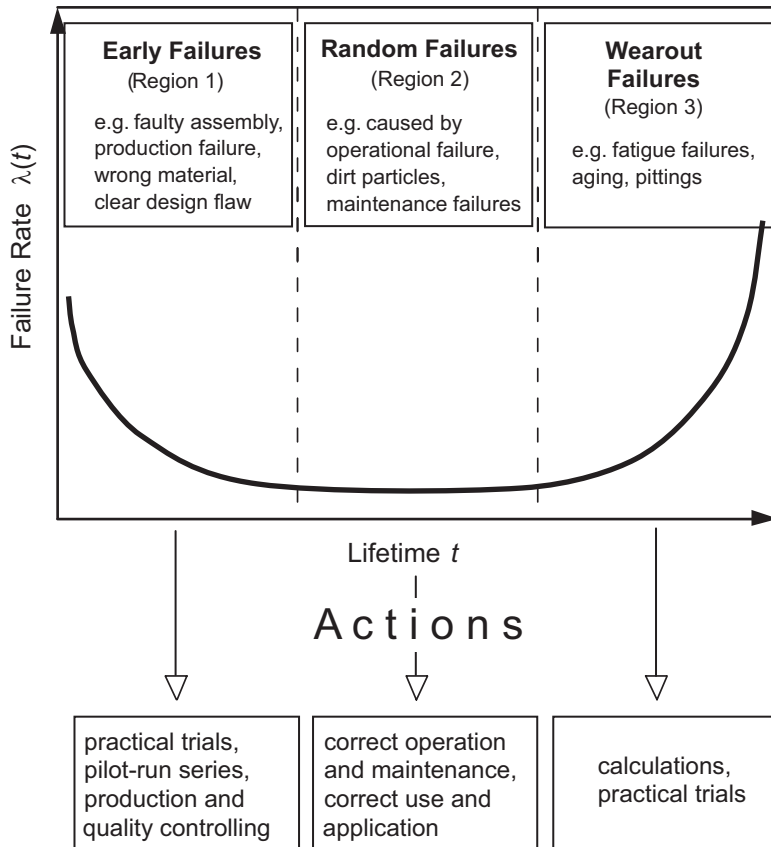 Failure Rate λ(t)
Early Failures
(Region 1)
e.g. faulty assembly,
production failure,
wrong material,
clear design flaw
Random Failures
(Region 2)
e.g. caused by
operational failure,
dirt particles,
maintenance failures
Wearout
Failures
(Region 3)
e.g. fatigue failures,
aging, pittings
Lifetime t
Actions
practical trials,
pilot-run series,
production and
quality controlling
correct operation
and maintenance,
correct use and
application
calculations,
practical trials